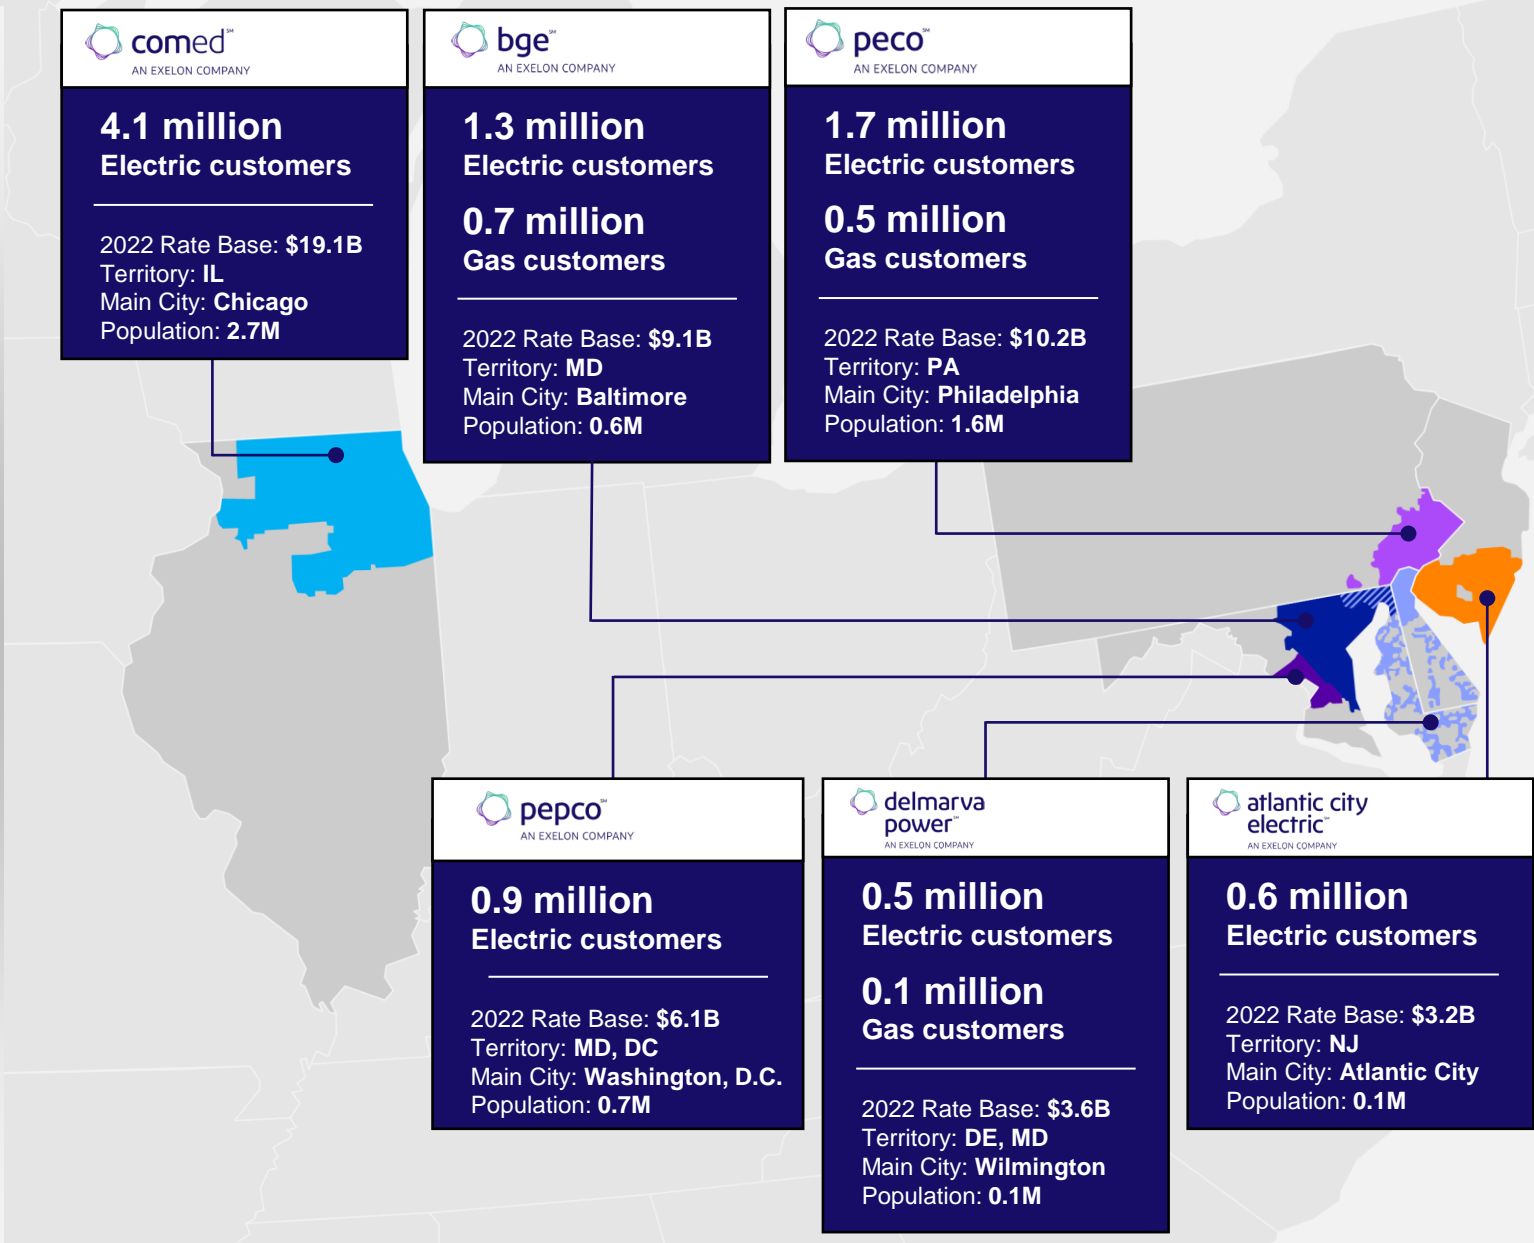 comed℠
AN EXELON COMPANY
4.1 million
Electric customers
2022 Rate Base: $19.1B
Territory: IL
Main City: Chicago
Population: 2.7M
bge℠
AN EXELON COMPANY
1.3 million
Electric customers
0.7 million
Gas customers
2022 Rate Base: $9.1B
Territory: MD
Main City: Baltimore
Population: 0.6M
peco℠
AN EXELON COMPANY
1.7 million
Electric customers
0.5 million
Gas customers
2022 Rate Base: $10.2B
Territory: PA
Main City: Philadelphia
Population: 1.6M
pepco℠
AN EXELON COMPANY
0.9 million
Electric customers
2022 Rate Base: $6.1B
Territory: MD, DC
Main City: Washington, D.C.
Population: 0.7M
delmarva
power℠
AN EXELON COMPANY
0.5 million
Electric customers
0.1 million
Gas customers
2022 Rate Base: $3.6B
Territory: DE, MD
Main City: Wilmington
Population: 0.1M
atlantic city
electric℠
AN EXELON COMPANY
0.6 million
Electric customers
2022 Rate Base: $3.2B
Territory: NJ
Main City: Atlantic City
Population: 0.1M